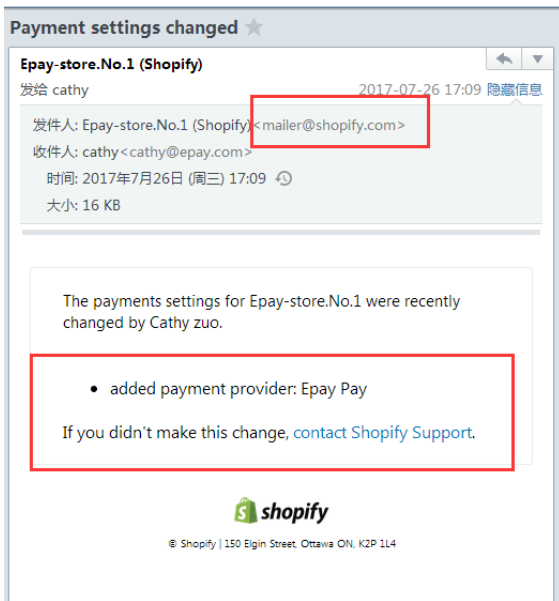 Payment settings changed
Epay-store.No.1 (Shopify)
发给 cathy
2017-07-26 17:09 隐藏信息
发件人: Epay-store.No.1 (Shopify)<mailer@shopify.com>
收件人: cathy<cathy@epay.com>
时间: 2017年7月26日 (周三) 17:09
大小: 16 KB
The payments settings for Epay-store.No.1 were recently
changed by Cathy zuo.
• added payment provider: Epay Pay
If you didn't make this change, contact Shopify Support.
shopify
© Shopify | 150 Elgin Street, Ottawa ON, K2P 1L4